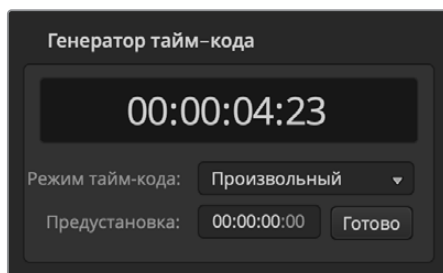 Генератор тайм-кода
00:00:04:23
Режим тайм-кода: Произвольный
Предустановка: 00:00:00:00 Готово